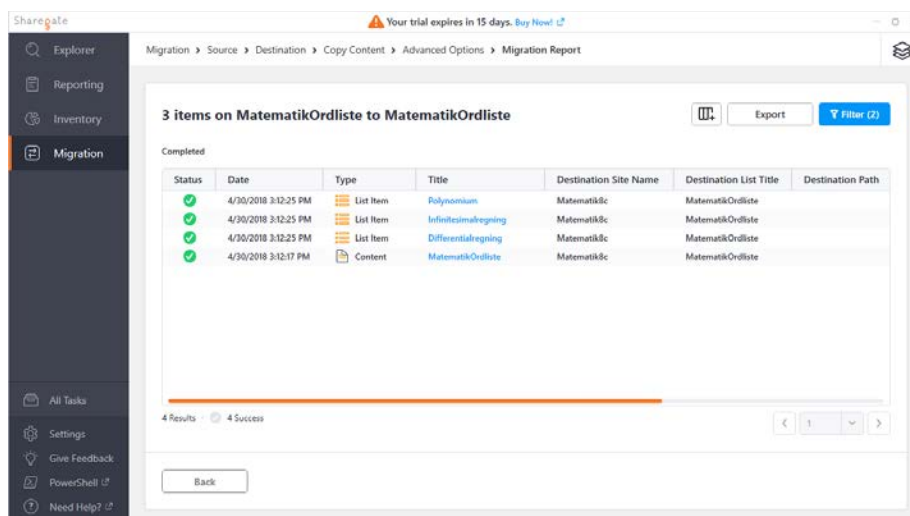 Sharegate
Your trial expires in 15 days. Buy Now!
Explorer
Reporting
Inventory
Migration
All Tasks
Settings
Give Feedback
PowerShell
Need Help?
Migration > Source > Destination > Copy Content > Advanced Options > Migration Report
3 items on MatematikOrdliste to MatematikOrdliste
Export
Filter (2)
Completed
Status Date Type Title Destination Site Name Destination List Title Destination Path
4/30/2018 3:12:25 PM List Item Polynomium Matematik8c MatematikOrdliste
4/30/2018 3:12:25 PM List Item Infinitesimalregning Matematik8c MatematikOrdliste
4/30/2018 3:12:25 PM List Item Differentialregning Matematik8c MatematikOrdliste
4/30/2018 3:12:17 PM Content MatematikOrdliste Matematik8c MatematikOrdliste
4 Results 4 Success
1
Back